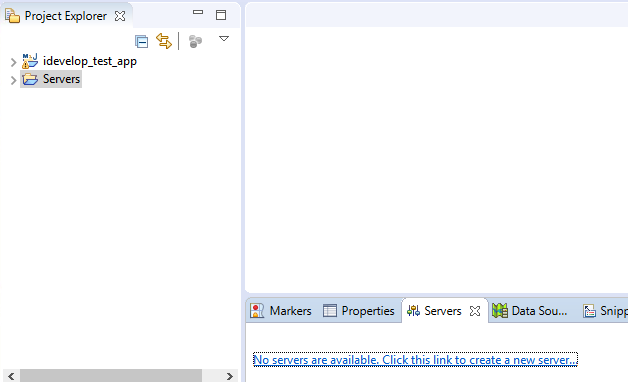 Project Explorer
idevelop_test_app
Servers
Markers
Properties
Servers
Data Sou...
Snipp
No servers are available. Click this link to create a new server...